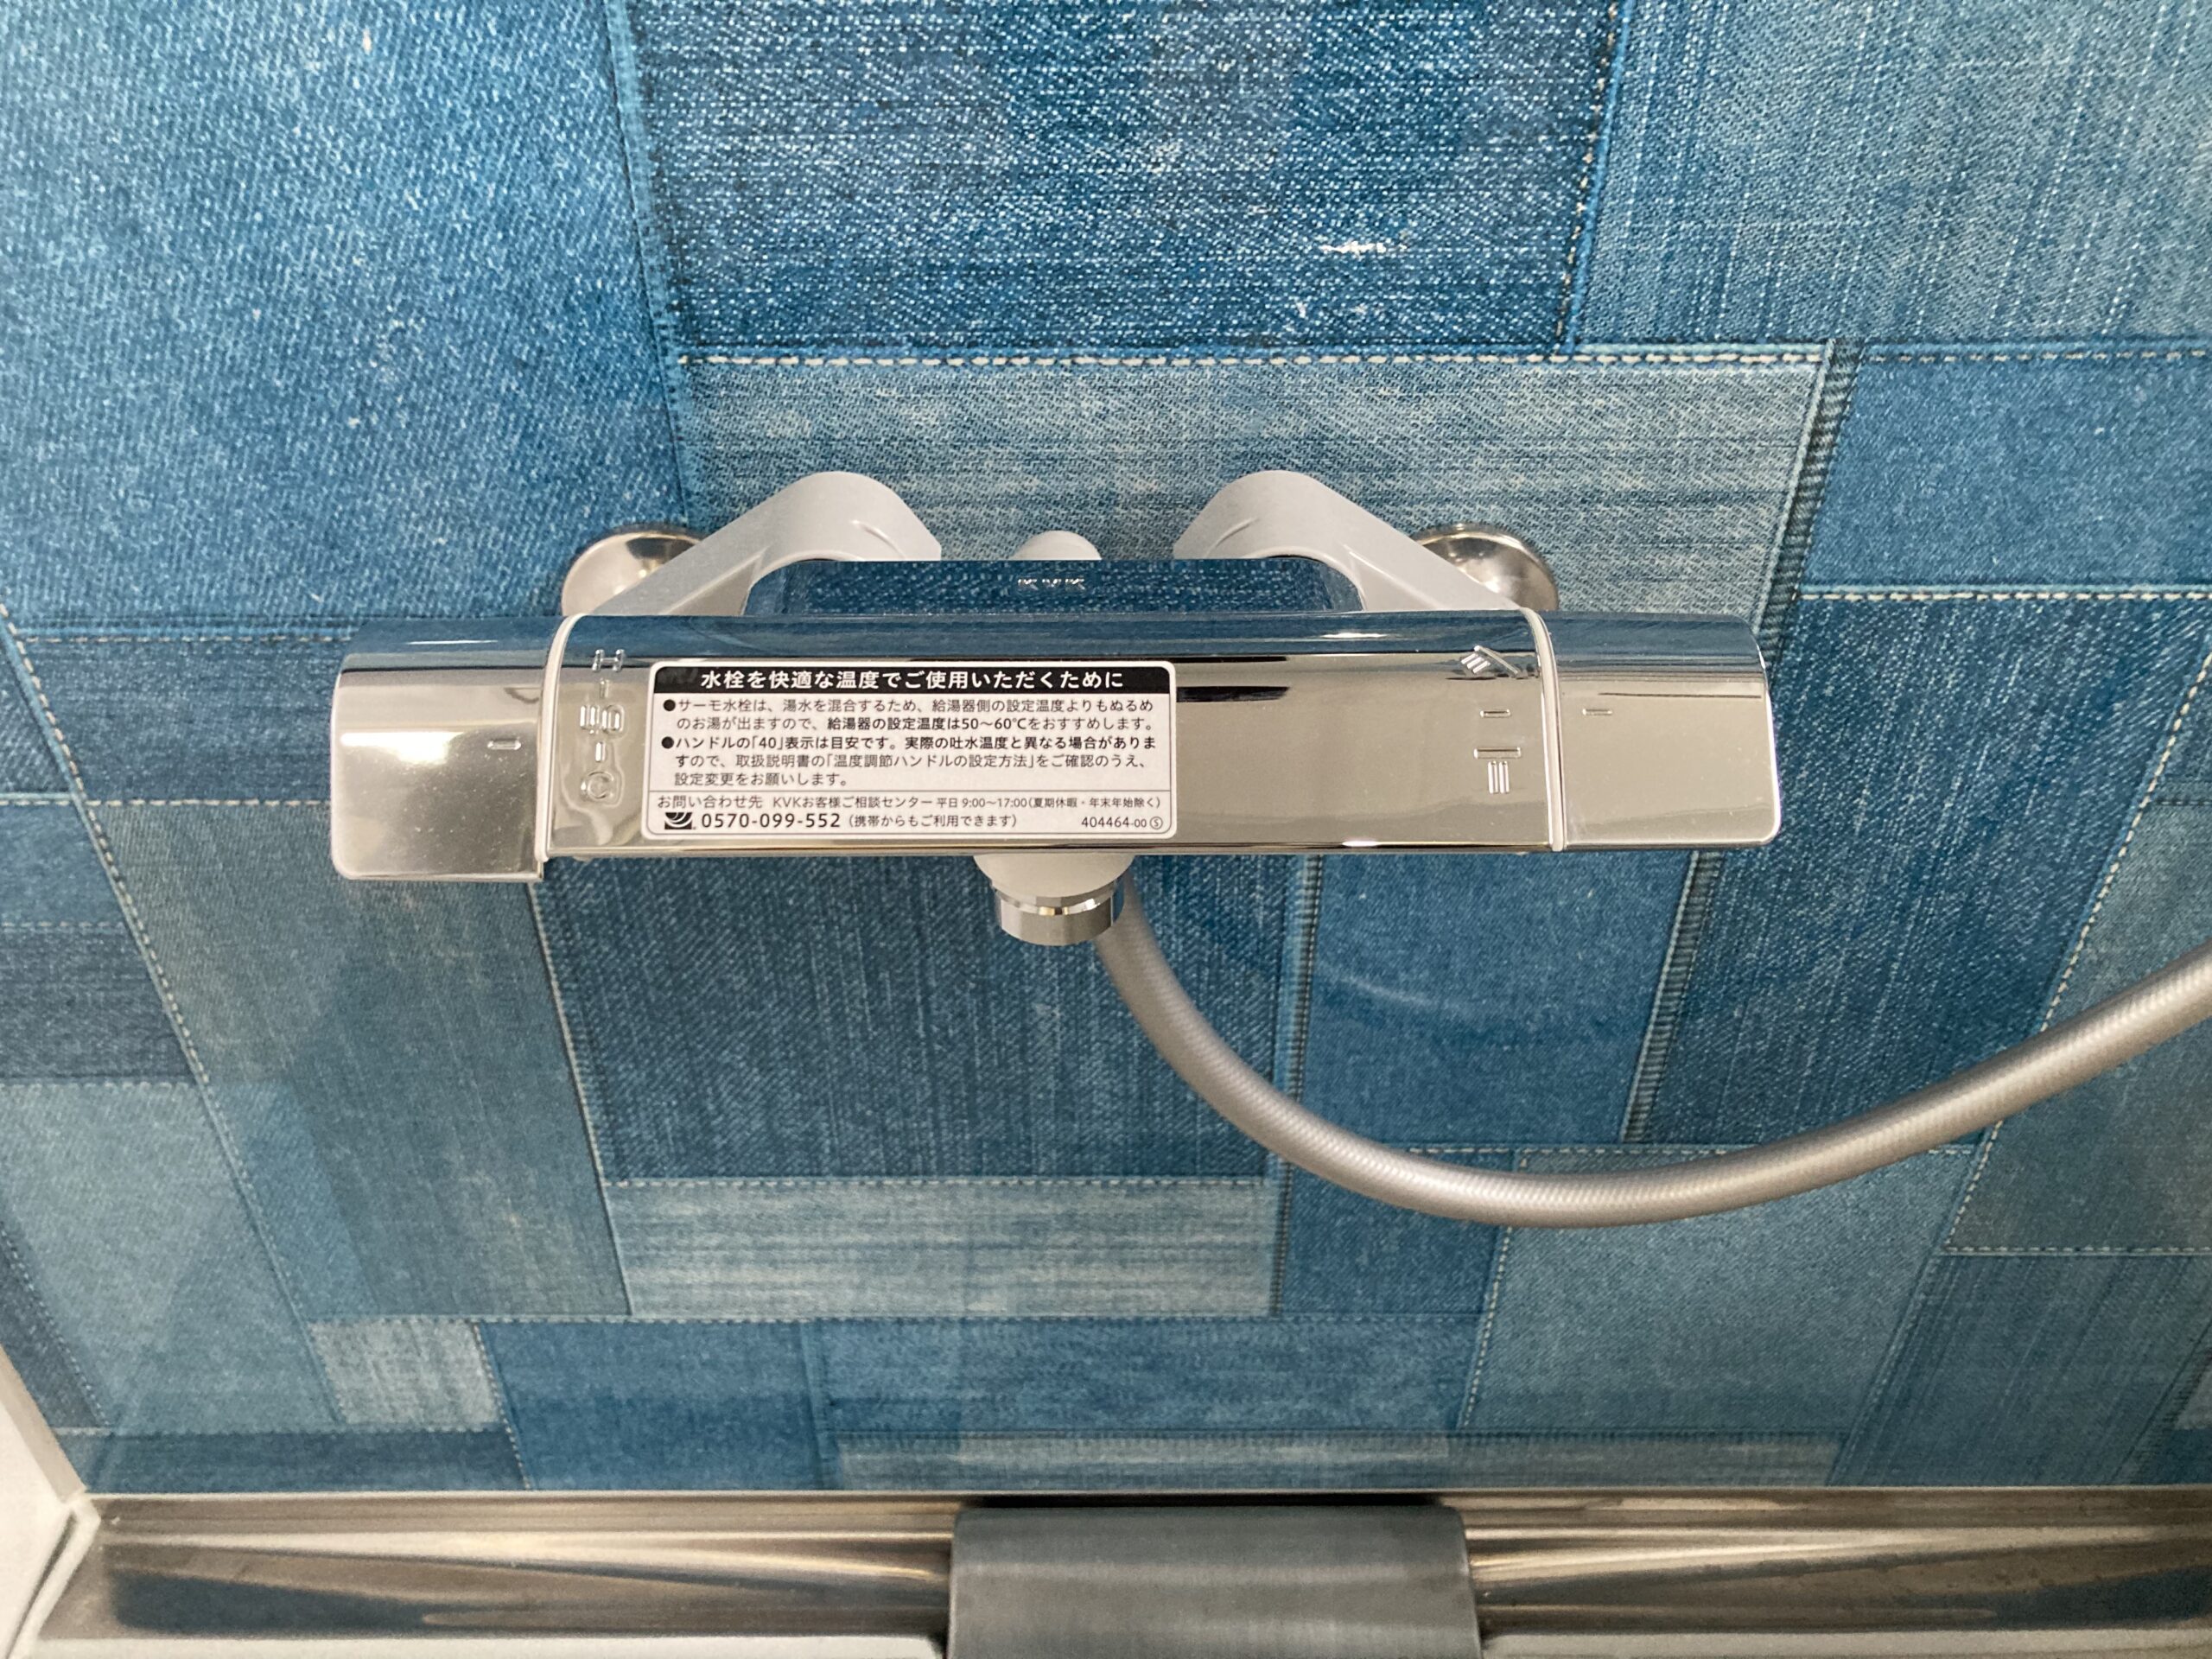 KVK
H
40
C
水栓を快適な温度でご使用いただくために
●サーモ水栓は、湯水を混合するため、給湯器側の設定温度よりもぬるめ
のお湯が出ますので、給湯器の設定温度は50～60℃をおすすめします。
●ハンドルの「40」表示は目安です。実際の吐水温度と異なる場合がありま
すので、取扱説明書の「温度調節ハンドルの設定方法」をご確認のうえ、
設定変更をお願いします。
お問い合わせ先 KVKお客様ご相談センター 平日 9:00～17:00（夏期休暇・年末年始除く）
0570-099-552（携帯からもご利用できます）
404464-00 Ⓢ